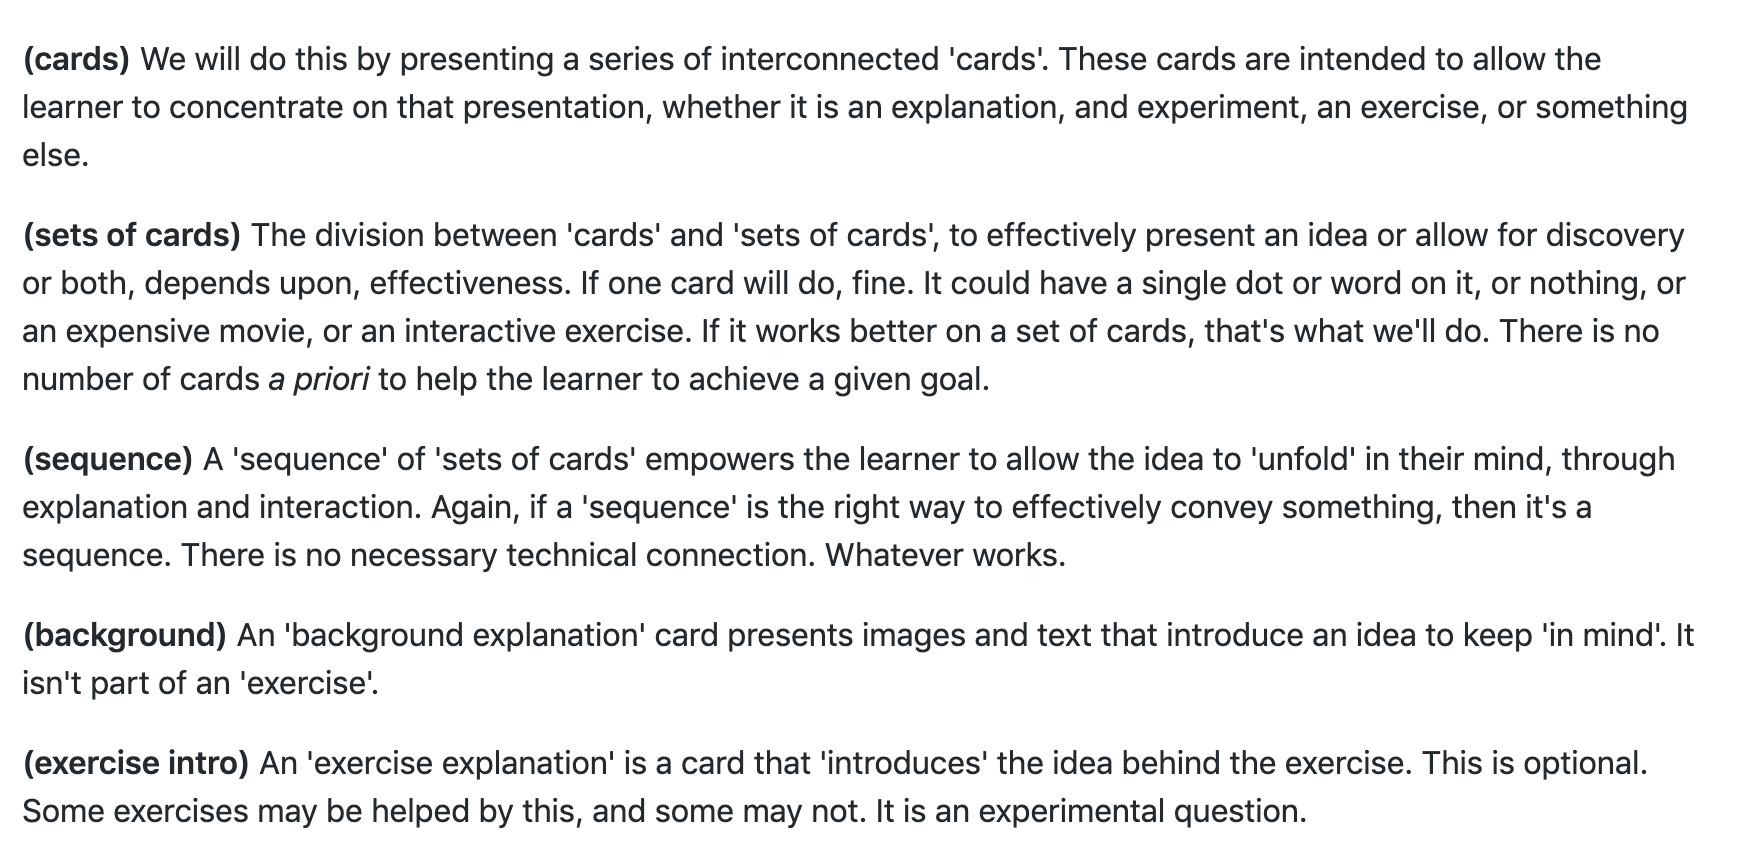 (cards) We will do this by presenting a series of interconnected 'cards'. These cards are intended to allow the
learner to concentrate on that presentation, whether it is an explanation, and experiment, an exercise, or something
else.
(sets of cards) The division between 'cards' and 'sets of cards', to effectively present an idea or allow for discovery
or both, depends upon, effectiveness. If one card will do, fine. It could have a single dot or word on it, or nothing, or
an expensive movie, or an interactive exercise. If it works better on a set of cards, that's what we'll do. There is no
number of cards a priori to help the learner to achieve a given goal.
(sequence) A 'sequence' of 'sets of cards' empowers the learner to allow the idea to 'unfold' in their mind, through
explanation and interaction. Again, if a 'sequence' is the right way to effectively convey something, then it's a
sequence. There is no necessary technical connection. Whatever works.
(background) An 'background explanation' card presents images and text that introduce an idea to keep 'in mind'. It
isn't part of an 'exercise'.
(exercise intro) An 'exercise explanation' is a card that 'introduces' the idea behind the exercise. This is optional.
Some exercises may be helped by this, and some may not. It is an experimental question.